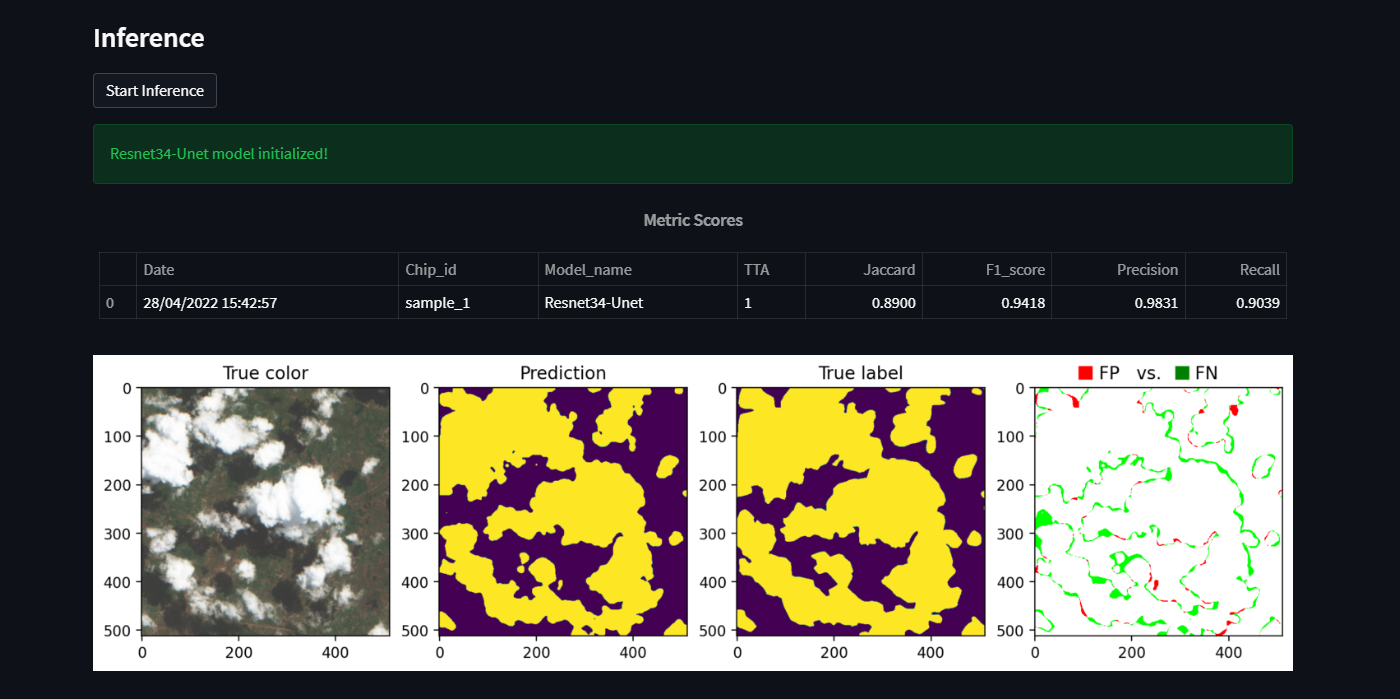 Inference
Start Inference
Resnet34-Unet model initialized!
Metric Scores
Date Chip_id Model_name TTA Jaccard F1_score Precision Recall
0 28/04/2022 15:42:57 sample_1 Resnet34-Unet 1 0.8900 0.9418 0.9831 0.9039
True color Prediction True label FP vs. FN
0 0 0 0
100 100 100 100
200 200 200 200
300 300 300 300
400 400 400 400
500 500 500 500
0 200 400 0 200 400 0 200 400 0 200 400